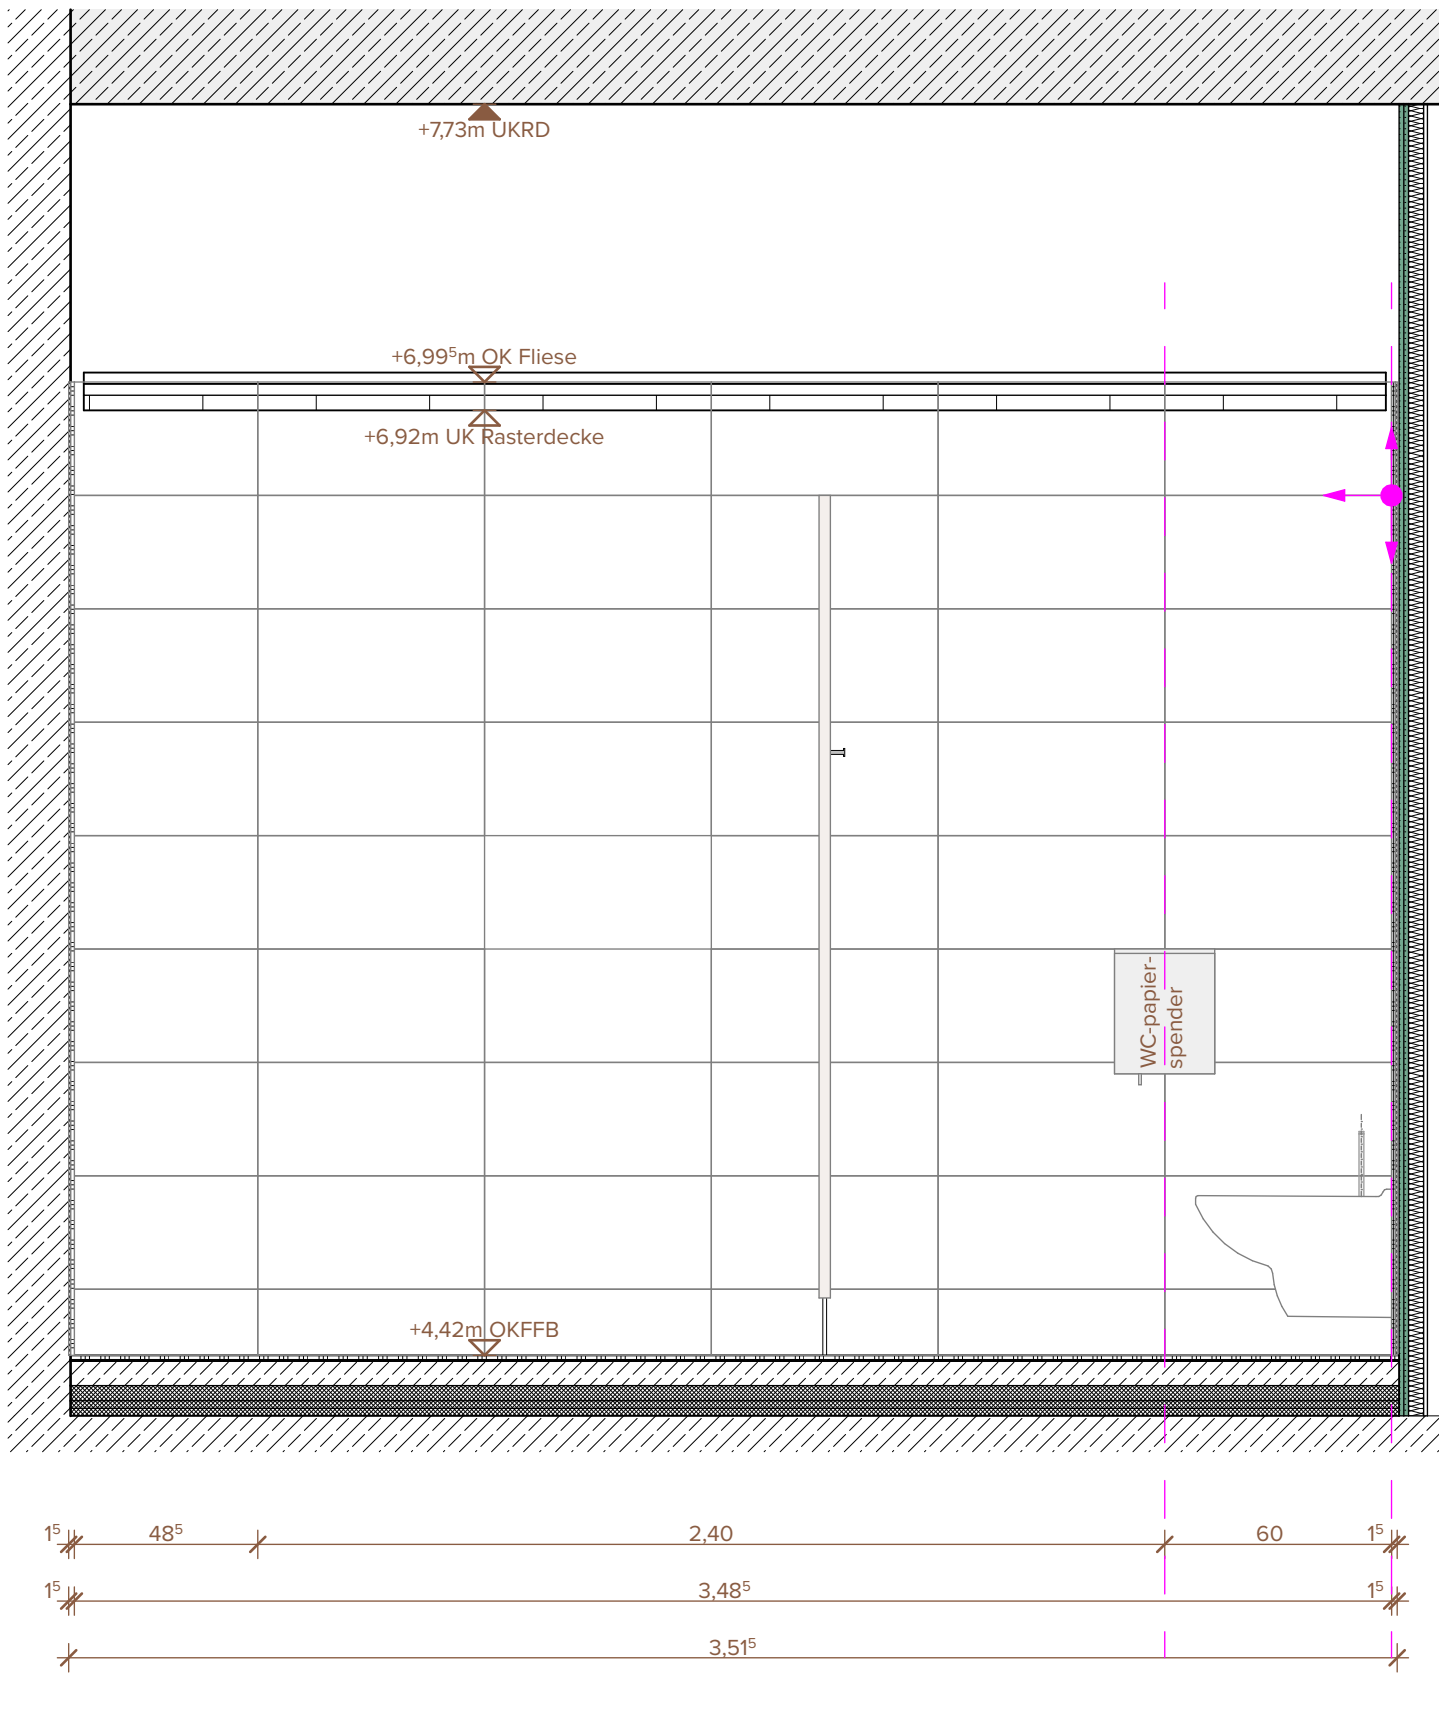 +7,73m UKRD
+6,99⁵m OK Fliese
+6,92m UK Rasterdecke
WC-papier-
spender
+4,42m OKFFB
1⁵ 48⁵ 2,40 60 1⁵
1⁵ 3,48⁵ 1⁵
3,51⁵